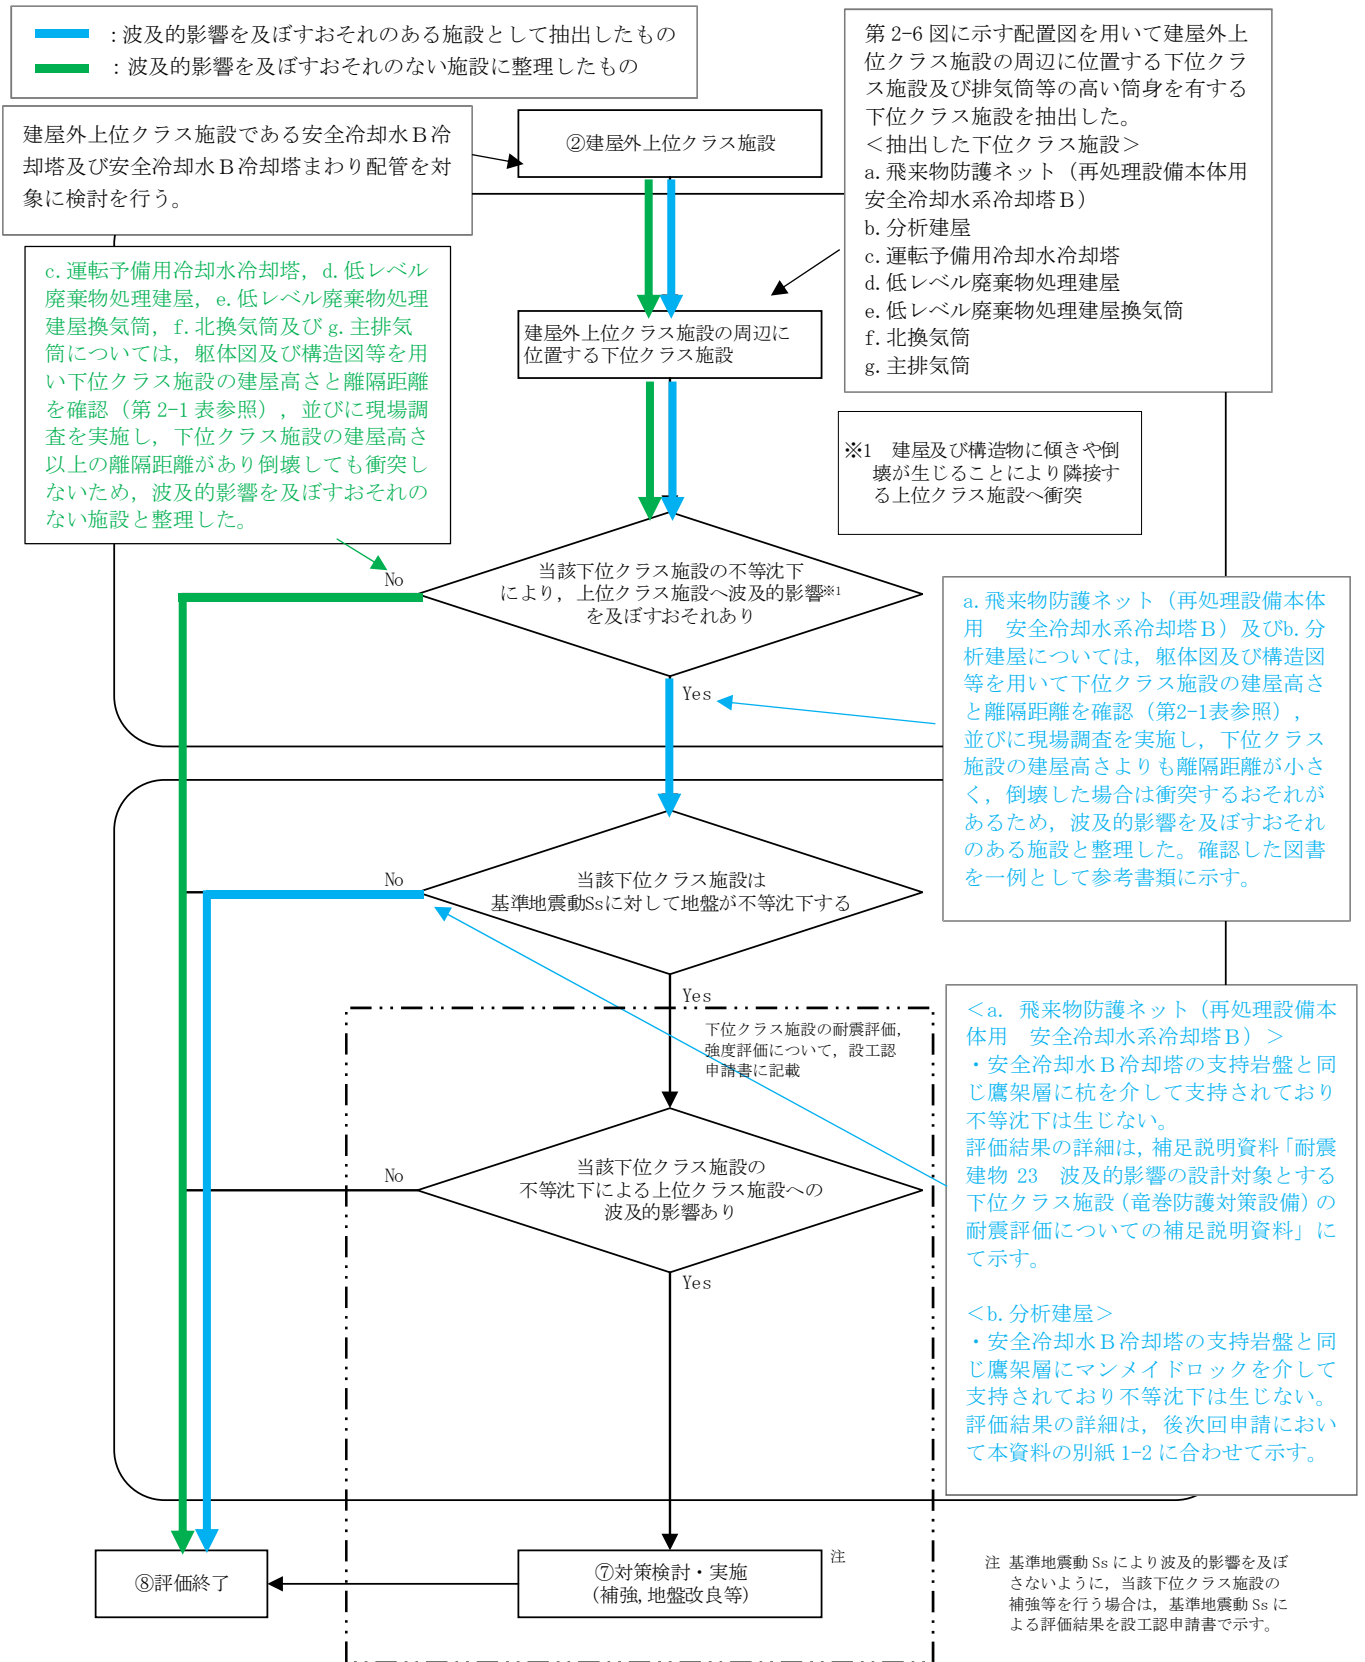 ：波及的影響を及ぼすおそれのある施設として抽出したもの
：波及的影響を及ぼすおそれのない施設に整理したもの
建屋外上位クラス施設である安全冷却水Ｂ冷
却塔及び安全冷却水Ｂ冷却塔まわり配管を対
象に検討を行う。
②建屋外上位クラス施設
第 2-6 図に示す配置図を用いて建屋外上
位クラス施設の周辺に位置する下位クラ
ス施設及び排気筒等の高い筒身を有する
下位クラス施設を抽出した。
＜抽出した下位クラス施設＞
a. 飛来物防護ネット（再処理設備本体用
安全冷却水系冷却塔Ｂ）
b. 分析建屋
c. 運転予備用冷却水冷却塔
d. 低レベル廃棄物処理建屋
e. 低レベル廃棄物処理建屋換気筒
f. 北換気筒
g. 主排気筒
c. 運転予備用冷却水冷却塔，d. 低レベル
廃棄物処理建屋，e. 低レベル廃棄物処理
建屋換気筒，f. 北換気筒及び g. 主排気
筒については，躯体図及び構造図等を用
い下位クラス施設の建屋高さと離隔距離
を確認（第 2-1 表参照），並びに現場調
査を実施し，下位クラス施設の建屋高さ
以上の離隔距離があり倒壊しても衝突し
ないため，波及的影響を及ぼすおそれの
ない施設と整理した。
建屋外上位クラス施設の周辺に
位置する下位クラス施設
※1　建屋及び構造物に傾きや倒
壊が生じることにより隣接す
る上位クラス施設へ衝突
No
当該下位クラス施設の不等沈下
により，上位クラス施設へ波及的影響※1
を及ぼすおそれあり
Yes
a. 飛来物防護ネット（再処理設備本体
用　安全冷却水系冷却塔Ｂ）及びb. 分
析建屋については，躯体図及び構造図
等を用いて下位クラス施設の建屋高さ
と離隔距離を確認（第2-1表参照），
並びに現場調査を実施し，下位クラス
施設の建屋高さよりも離隔距離が小さ
く，倒壊した場合は衝突するおそれが
あるため，波及的影響を及ぼすおそれ
のある施設と整理した。確認した図書
を一例として参考書類に示す。
No
当該下位クラス施設は
基準地震動Ssに対して地盤が不等沈下する
Yes
下位クラス施設の耐震評価，
強度評価について，設工認
申請書に記載
＜a. 飛来物防護ネット（再処理設備本
体用　安全冷却水系冷却塔Ｂ）＞
・安全冷却水Ｂ冷却塔の支持岩盤と同
じ鷹架層に杭を介して支持されており
不等沈下は生じない。
評価結果の詳細は，補足説明資料「耐震
建物 23　波及的影響の設計対象とする
下位クラス施設（竜巻防護対策設備）の
耐震評価についての補足説明資料」に
て示す。
＜b. 分析建屋＞
・安全冷却水Ｂ冷却塔の支持岩盤と同
じ鷹架層にマンメイドロックを介して
支持されており不等沈下は生じない。
評価結果の詳細は，後次回申請におい
て本資料の別紙 1-2 に合わせて示す。
No
当該下位クラス施設の
不等沈下による上位クラス施設への
波及的影響あり
Yes
⑧評価終了
⑦対策検討・実施
（補強，地盤改良等）
注
注 基準地震動 Ss により波及的影響を及ぼ
さないように，当該下位クラス施設の
補強等を行う場合は，基準地震動 Ss に
よる評価結果を設工認申請書で示す。